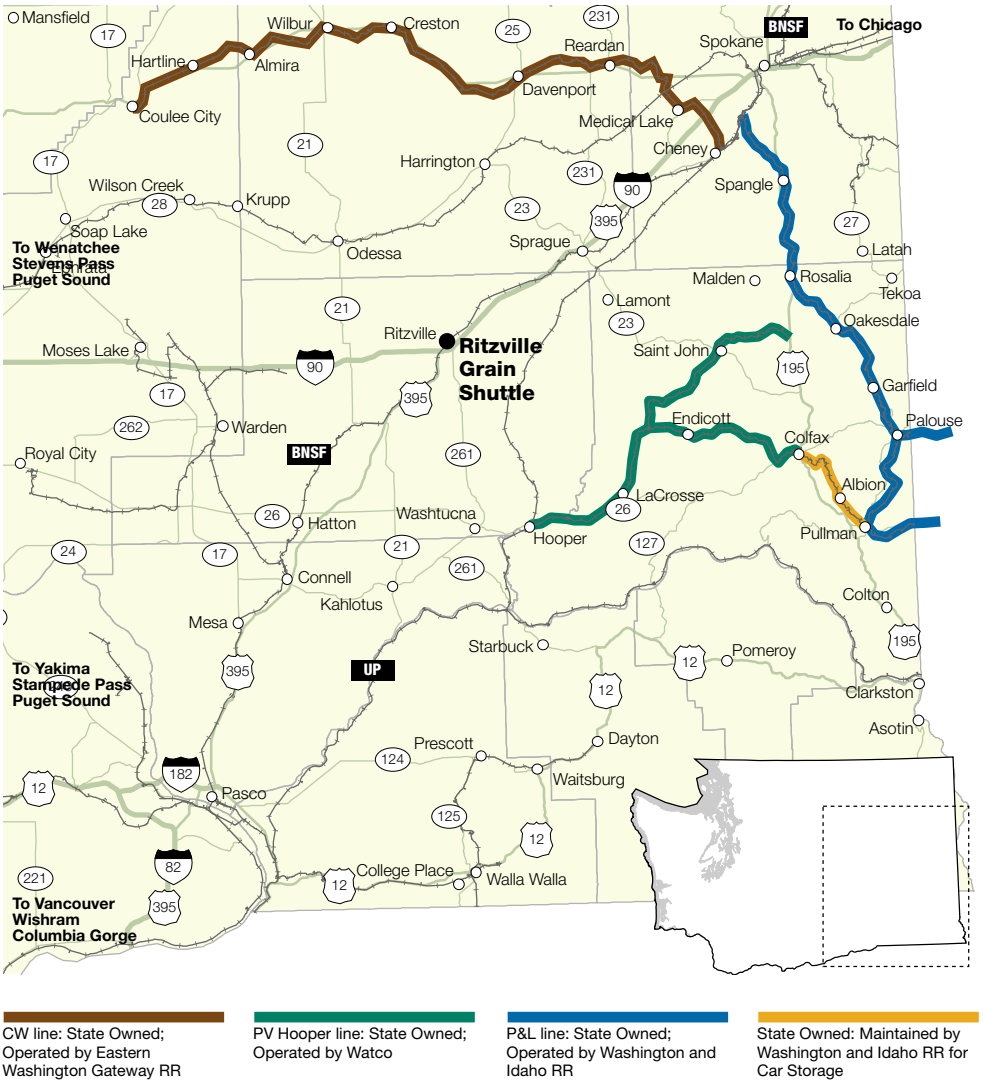 Mansfield
17
Wilbur
Creston
25
231
BNSF
To Chicago
Spokane
Hartline
Almira
Reardan
Davenport
Coulee City
Medical Lake
Cheney
21
17
Harrington
231
90
Spangle
Wilson Creek
28
Krupp
23
395
27
Soap Lake
To Wenatchee
Stevens Pass
Puget Sound
Ephrata
Odessa
Sprague
Latah
Malden
Rosalia
Tekoa
Lamont
21
23
Oakesdale
Ritzville
Ritzville
Grain
Shuttle
Moses Lake
90
Saint John
195
17
395
Garfield
262
Warden
Endicott
Palouse
BNSF
261
Colfax
Royal City
LaCrosse
Albion
26
Hatton
Washtucna
26
Hooper
Pullman
24
17
21
127
261
Connell
Kahlotus
Colton
Mesa
Starbuck
195
To Yakima
Stampede Pass
Puget Sound
395
UP
12
Pomeroy
12
Clarkston
Asotin
Prescott
Dayton
124
182
12
Waitsburg
Pasco
125
12
82
221
12
College Place
Walla Walla
395
To Vancouver
Wishram
Columbia Gorge
CW line: State Owned;
Operated by Eastern
Washington Gateway RR
PV Hooper line: State Owned;
Operated by Watco
P&L line: State Owned;
Operated by Washington and
Idaho RR
State Owned: Maintained by
Washington and Idaho RR for
Car Storage